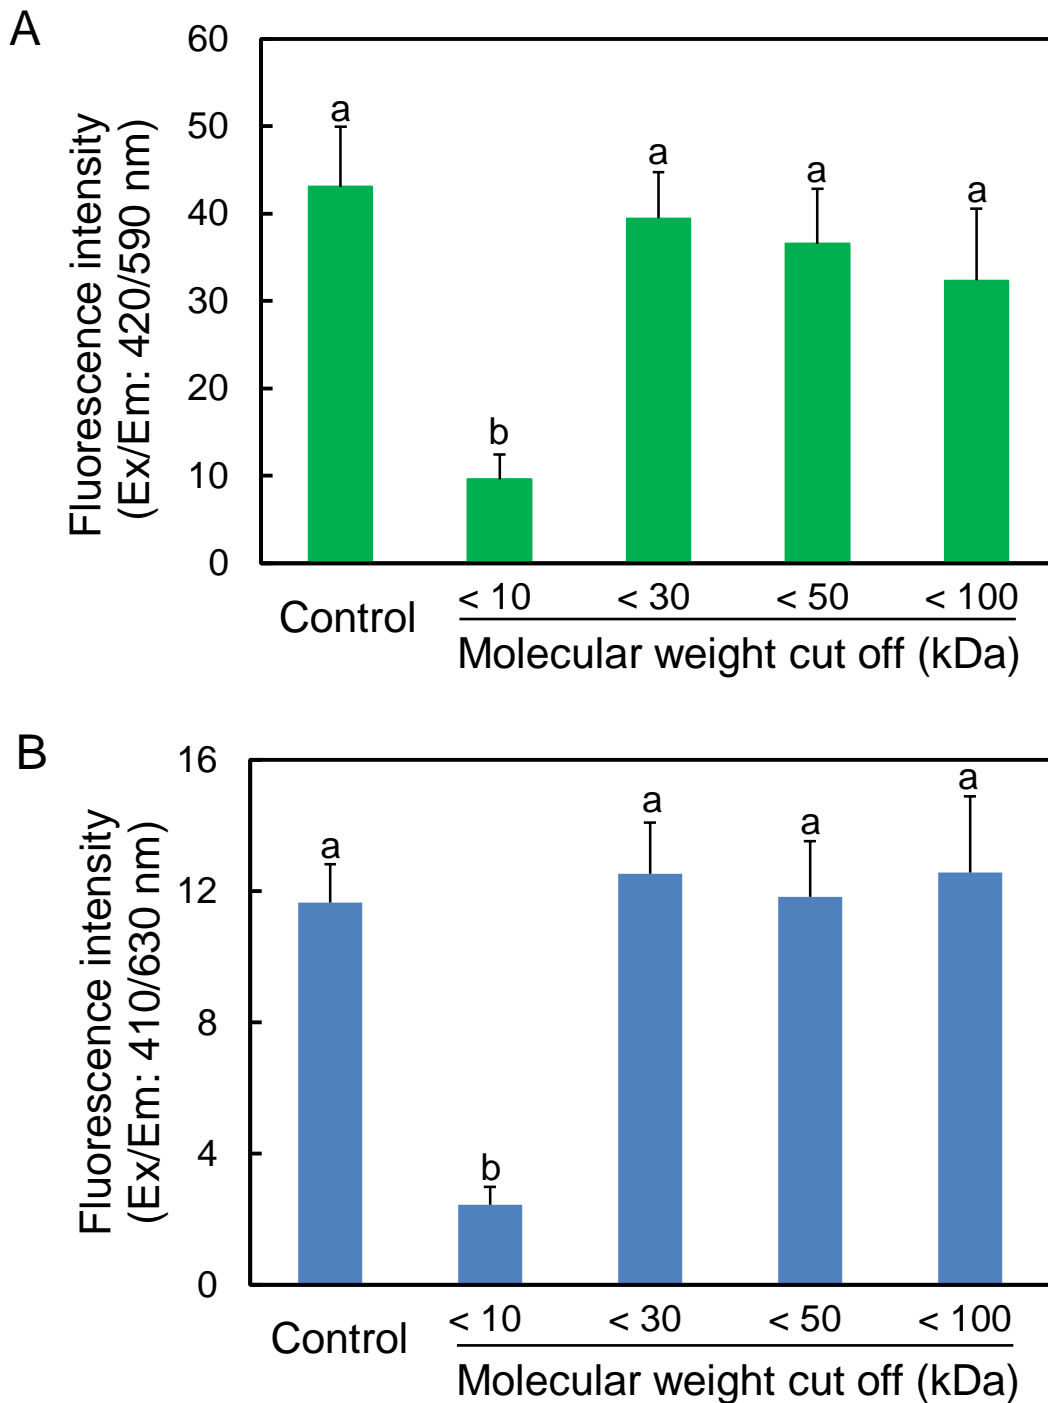 A
Fluorescence intensity
(Ex/Em: 420/590 nm)
60
50
40
30
20
10
0
a
b
a
a
a
Control
< 10
< 30
< 50
< 100
Molecular weight cut off (kDa)
B
Fluorescence intensity
(Ex/Em: 410/630 nm)
16
12
8
4
0
a
b
a
a
a
Control
< 10
< 30
< 50
< 100
Molecular weight cut off (kDa)